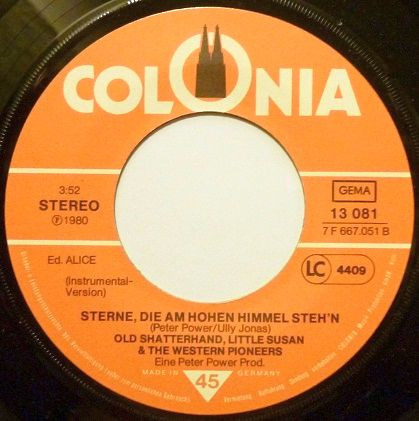 COLONIA
3:52
STEREO
Ⓟ1980
GEMA
13 081
7 F 667.051 B
Ed. ALICE
(Instrumental-
Version)
LC 4409
STERNE, DIE AM HOHEN HIMMEL STEH'N
(Peter Power/Ully Jonas)
OLD SHATTERHAND, LITTLE SUSAN
& THE WESTERN PIONEERS
Eine Peter Power Prod.
MADE IN GERMANY
45